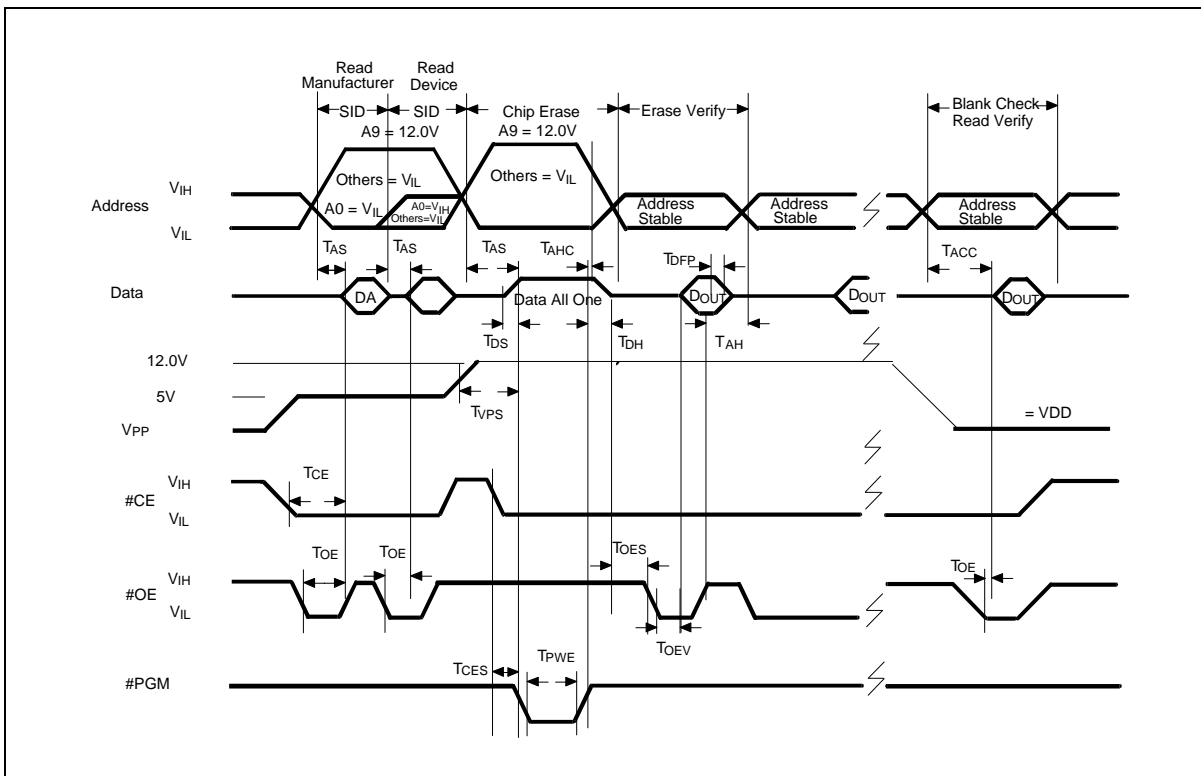 Read Manufacturer SID
Read Device SID
Chip Erase
A9 = 12.0V
Erase Verify
Blank Check
Read Verify
A9 = 12.0V
Others = VIL
Others = VIL
Address
VIH
VIL
A0 = VIL
A0=VIH
Others=VIL
Address Stable
Address Stable
Address Stable
TAS
TAS
TAS
TAHC
TDFP
TACC
Data
DA
Data All One
DOUT
DOUT
DOUT
TDS
TDH
TAH
12.0V
5V
VPP
TVPS
= VDD
#CE
VIH
VIL
TCE
#OE
VIH
VIL
TOE
TOE
TOES
TOE
TOEV
#PGM
TCES
TPWE